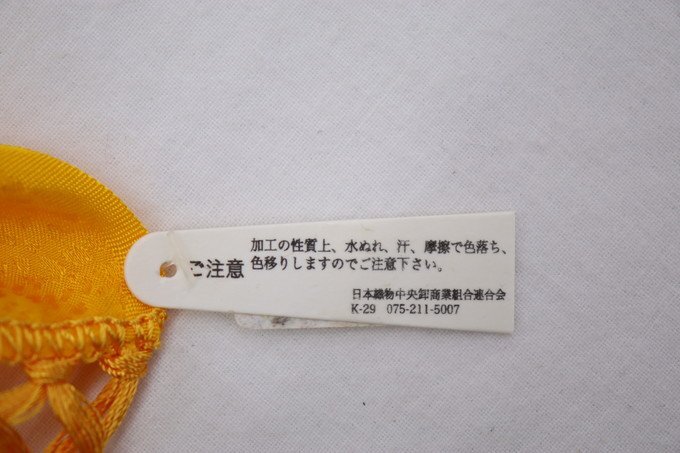 ご注意
加工の性質上、水ぬれ、汗、摩擦で色落ち、
色移りしますのでご注意下さい。
日本織物中央卸商業組合連合会
K-29 075-211-5007